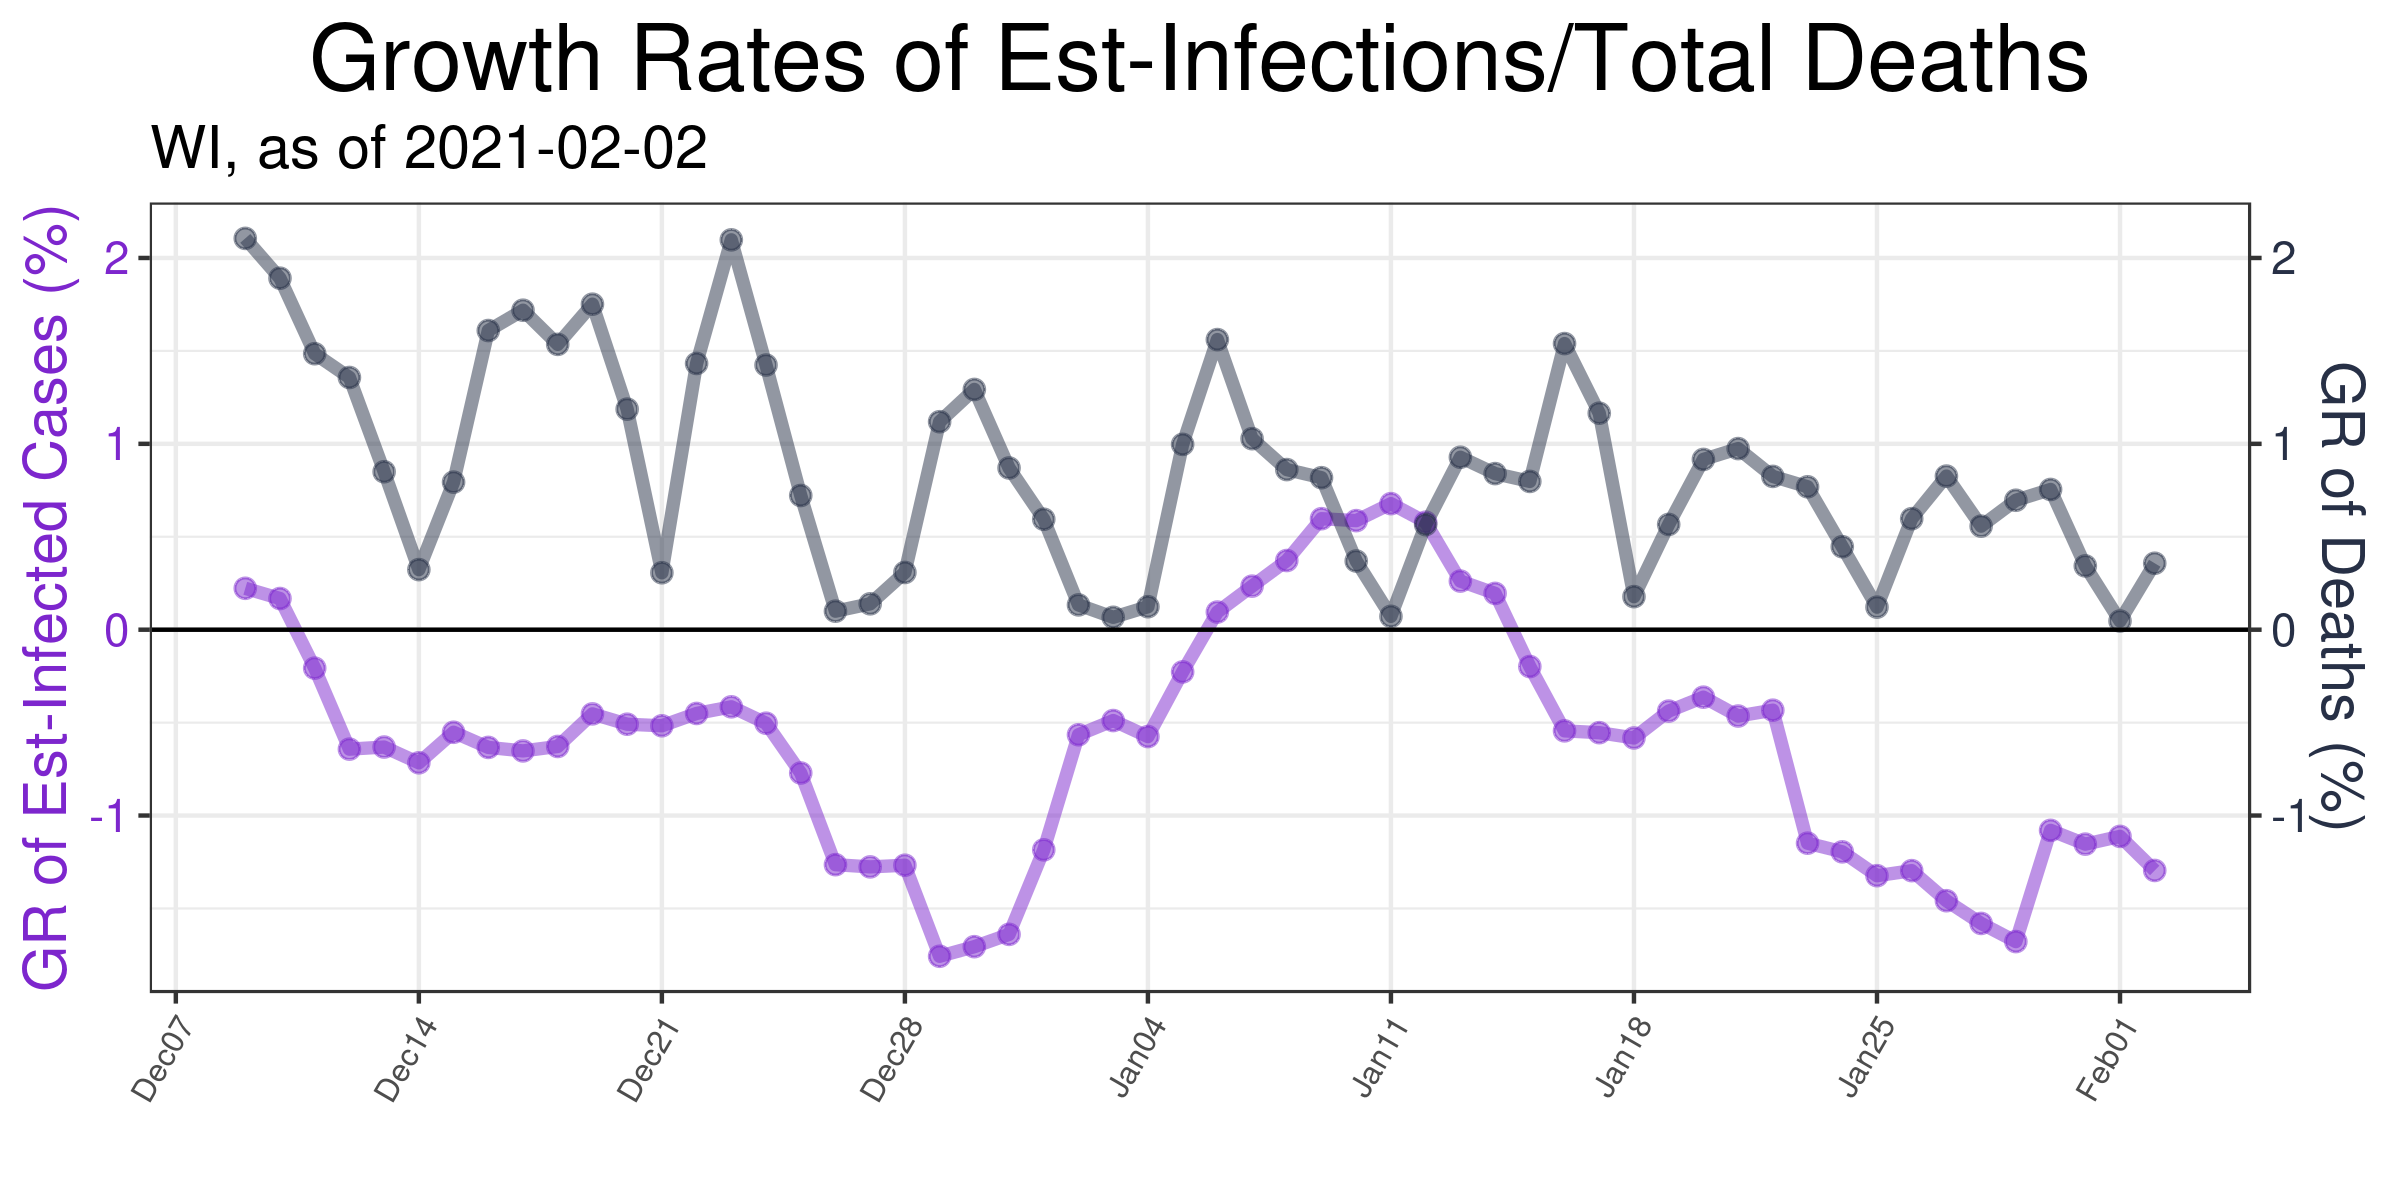 Growth Rates of Est-Infections/Total Deaths
WI, as of 2021-02-02
GR of Est-Infected Cases (%)
2
1
0
-1
2
1
0
-1
GR of Deaths (%)
Dec07
Dec14
Dec21
Dec28
Jan04
Jan11
Jan18
Jan25
Feb01